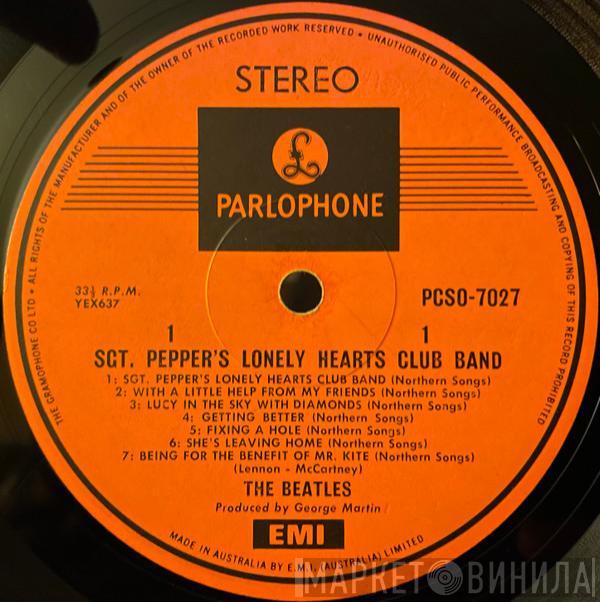 THE GRAMOPHONE CO LTD • ALL RIGHTS OF THE MANUFACTURER AND OF THE OWNER OF THE RECORDED WORK RESERVED • UNAUTHORISED PUBLIC PERFORMANCE BROADCASTING AND COPYING OF THIS RECORD PROHIBITED
STEREO
£
PARLOPHONE
33⅓ R.P.M.
YEX637
PCSO-7027
1 1
SGT. PEPPER'S LONELY HEARTS CLUB BAND
1: SGT. PEPPER'S LONELY HEARTS CLUB BAND (Northern Songs)
2: WITH A LITTLE HELP FROM MY FRIENDS (Northern Songs)
3: LUCY IN THE SKY WITH DIAMONDS (Northern Songs)
4: GETTING BETTER (Northern Songs)
5: FIXING A HOLE (Northern Songs)
6: SHE'S LEAVING HOME (Northern Songs)
7: BEING FOR THE BENEFIT OF MR. KITE (Northern Songs)
(Lennon - McCartney)
THE BEATLES
Produced by George Martin
EMI
MADE IN AUSTRALIA BY E.M.I. (AUSTRALIA) LIMITED
МАРКЕТ ВИНИЛА